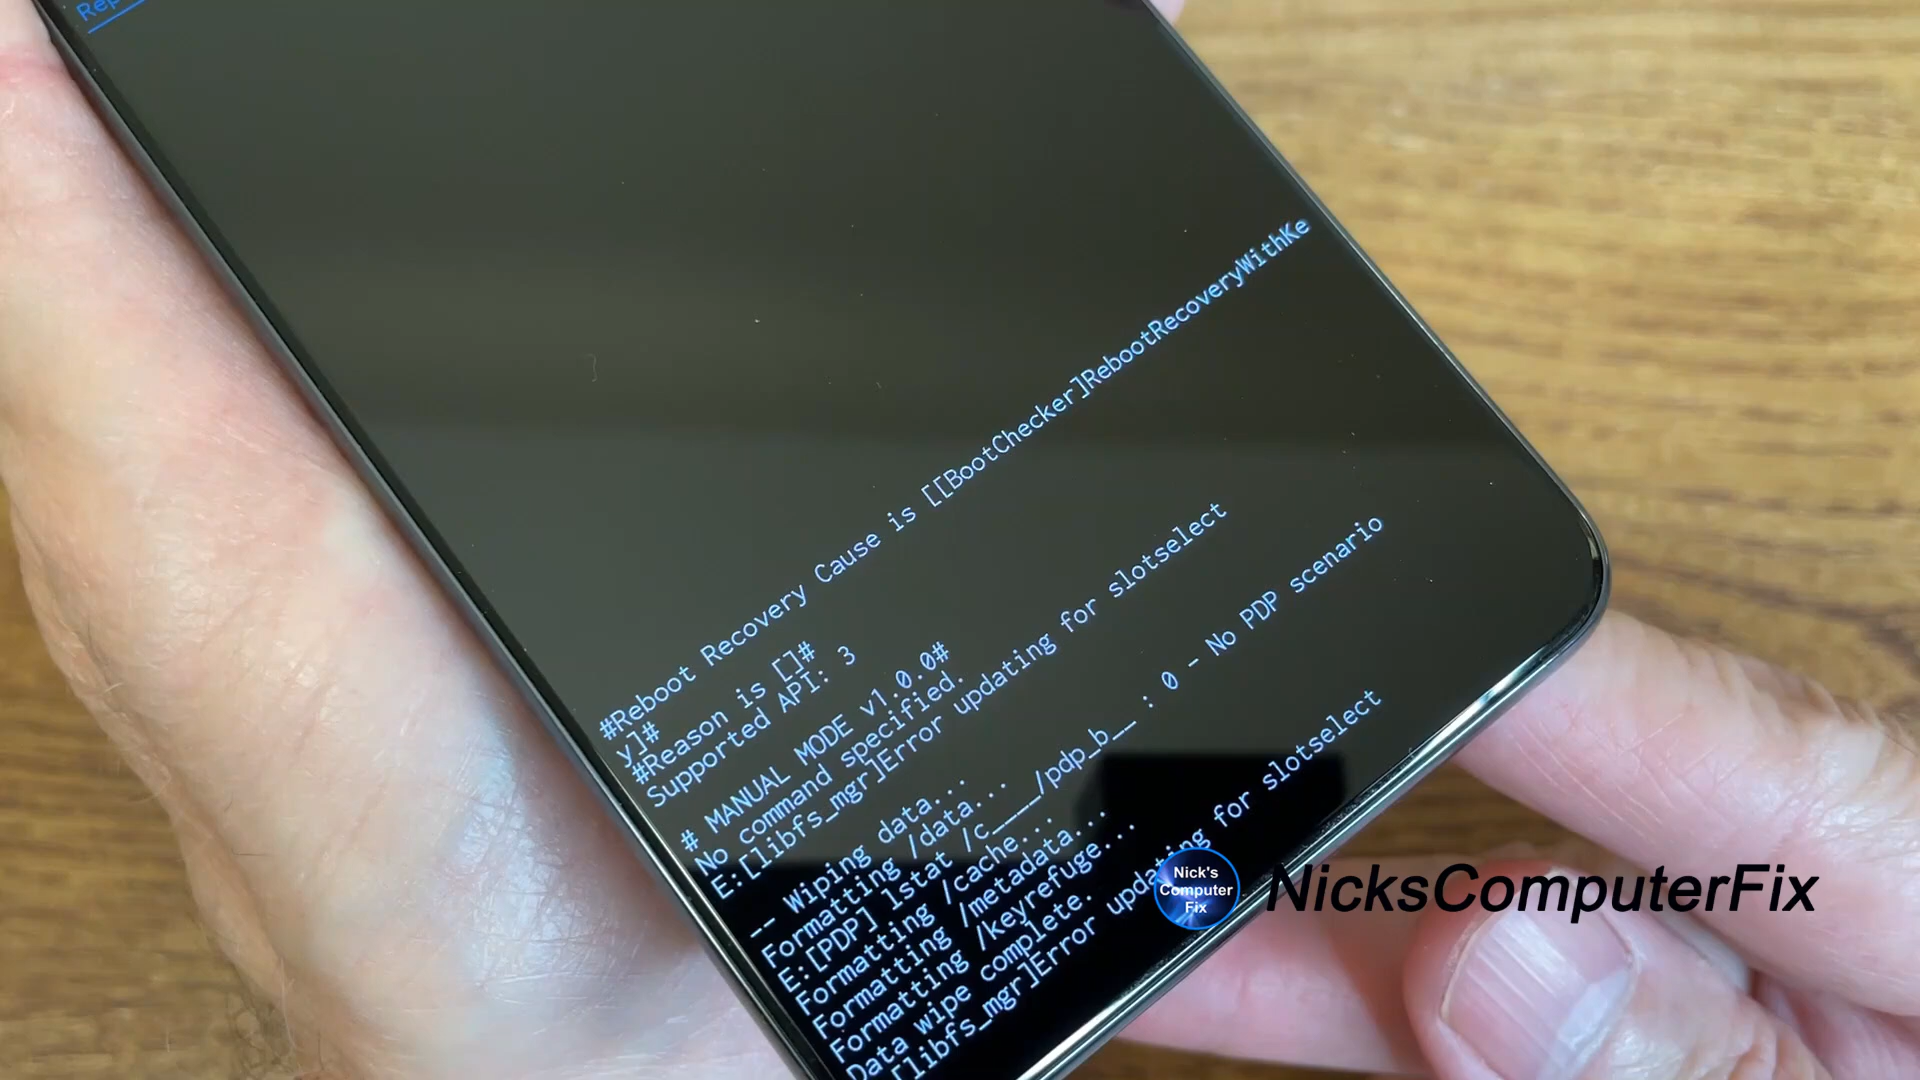 Rep
#Reboot Recovery Cause is [[BootChecker]RebootRecoveryWithKe
y]#
#Reason is []#
Supported API: 3
# MANUAL MODE v1.0.0#
No command specified.
E:[libfs_mgr]Error updating for slotselect
-- Wiping data...
Formatting /data...
E:[PDP] lstat /c____/pdp_b__ : 0 - No PDP scenario
Formatting /cache...
Formatting /metadata...
Formatting /keyrefuge...
Data wipe complete.
[libfs_mgr]Error updating for slotselect
Nick's
Computer
Fix
NicksComputerFix